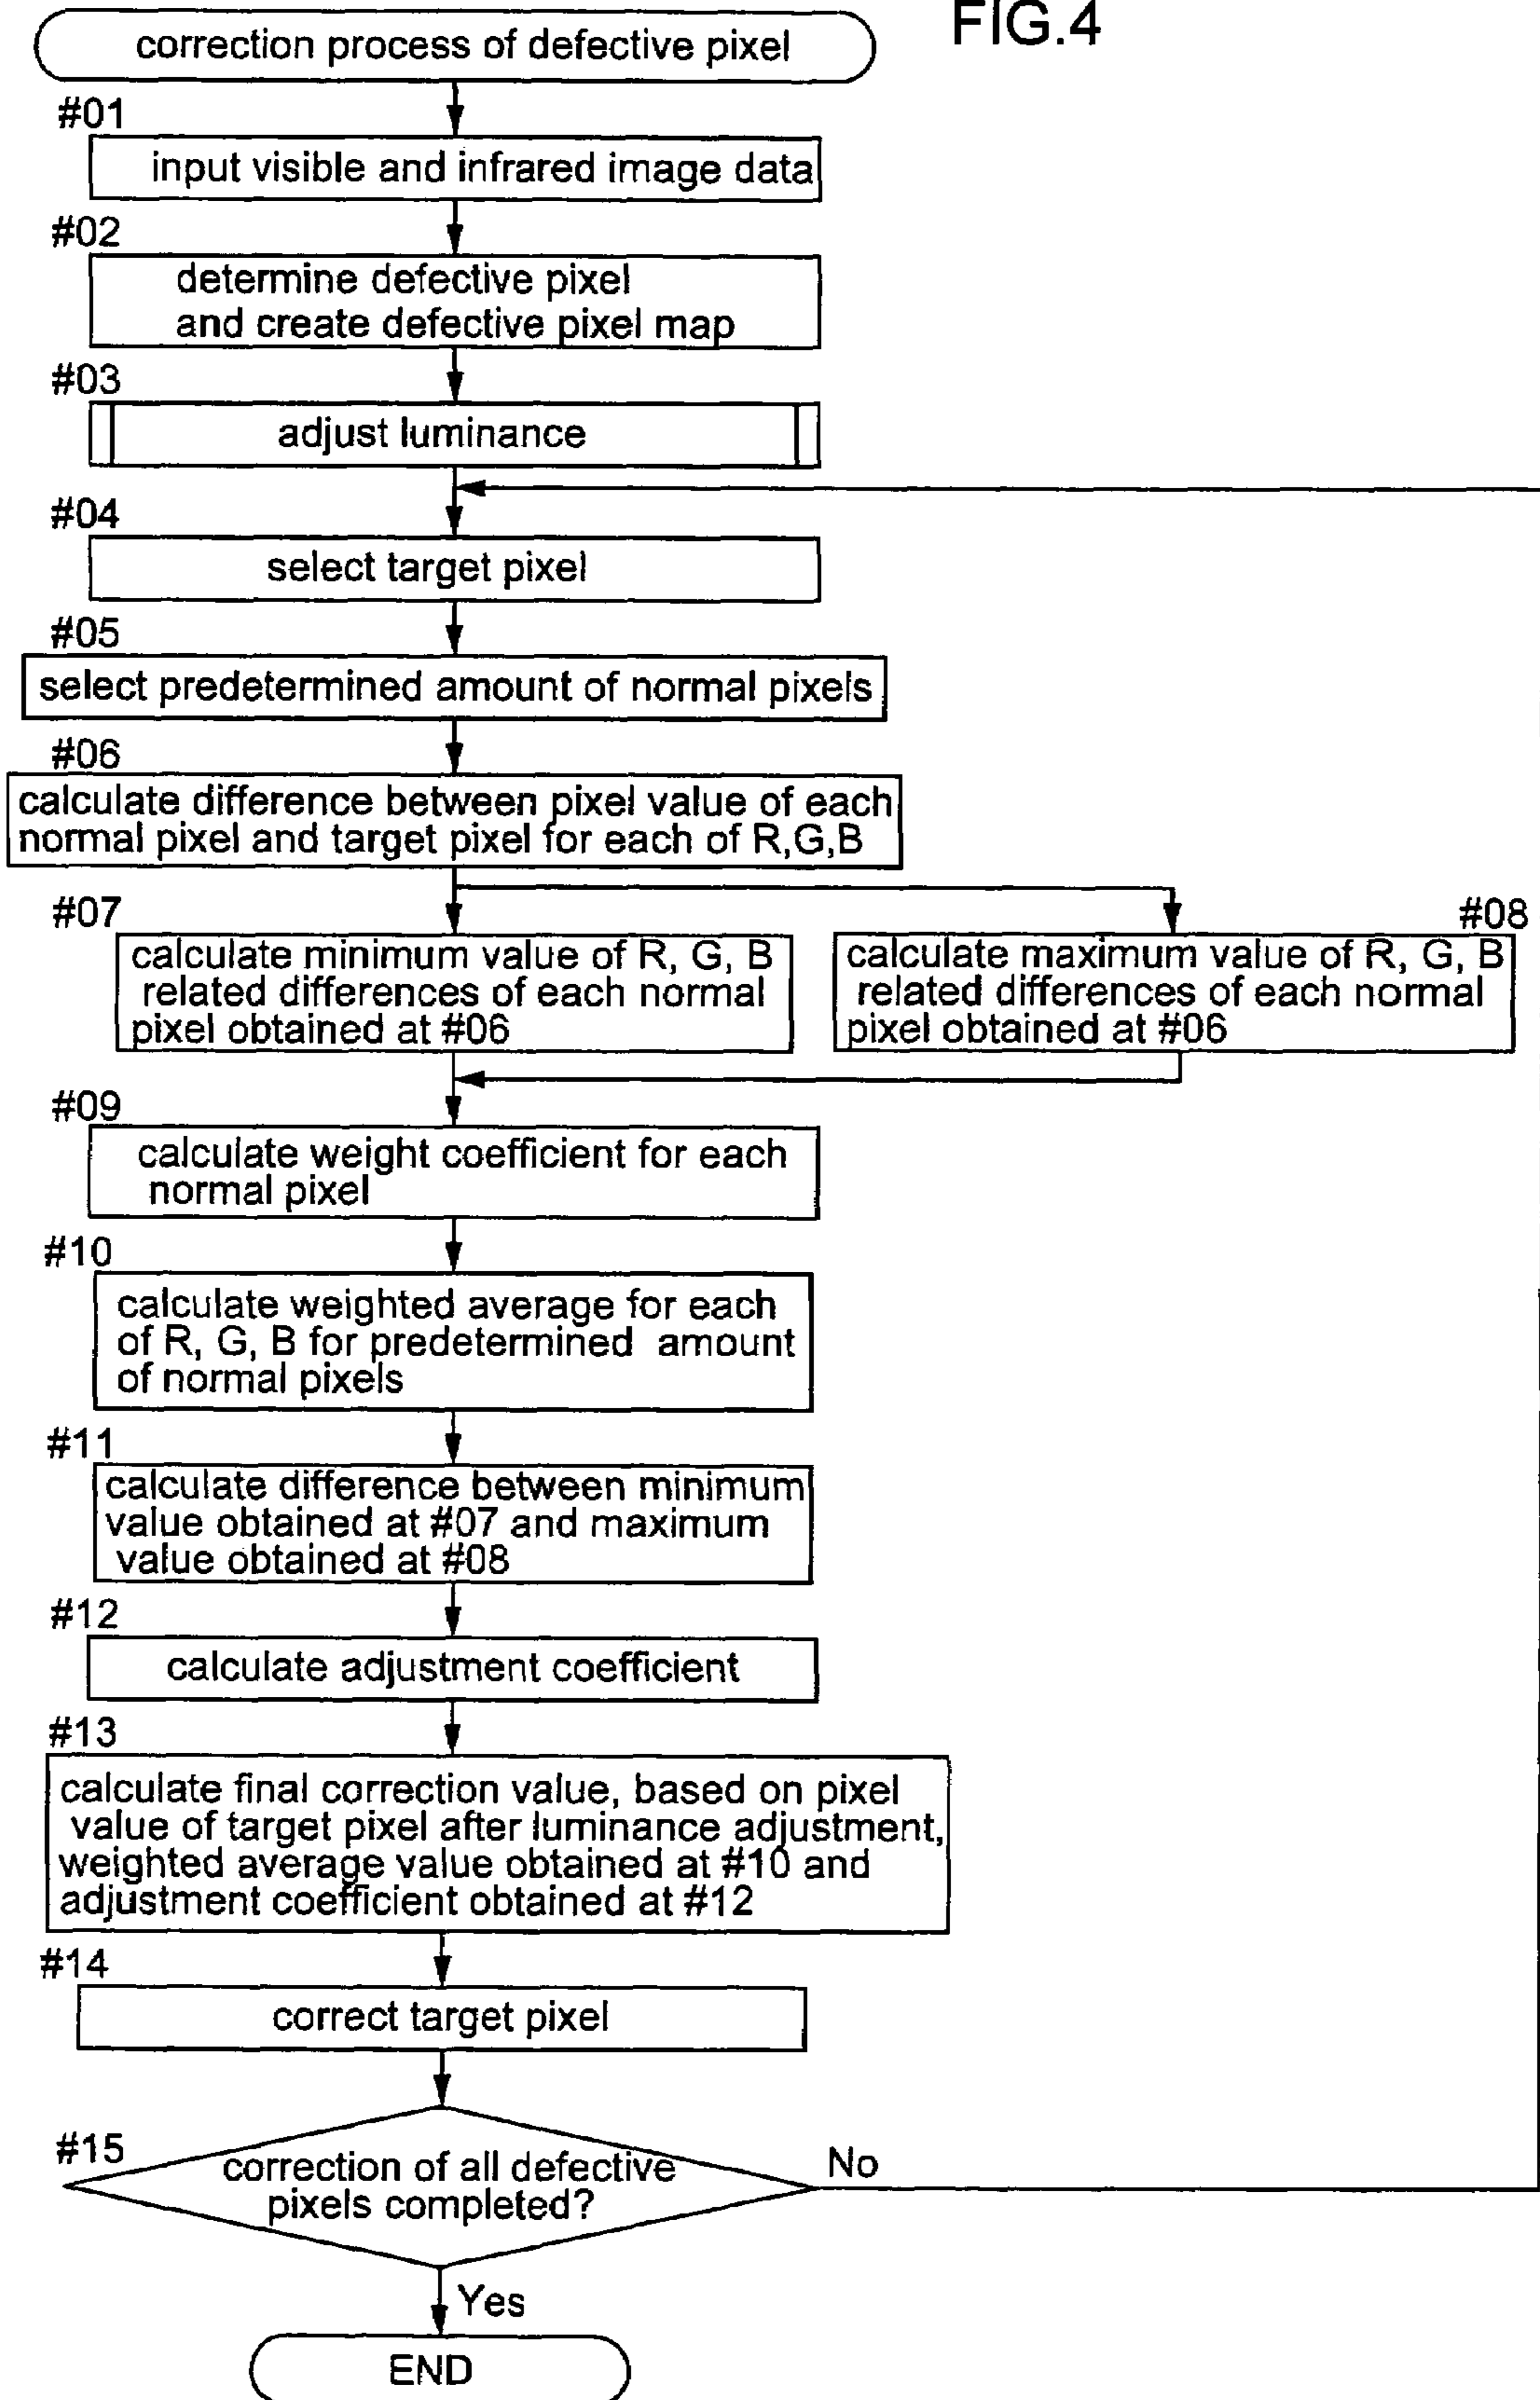 FIG.4
correction process of defective pixel
#01
input visible and infrared image data
#02
determine defective pixel
and create defective pixel map
#03
adjust luminance
#04
select target pixel
#05
select predetermined amount of normal pixels
#06
calculate difference between pixel value of each
normal pixel and target pixel for each of R,G,B
#07
calculate minimum value of R, G, B
related differences of each normal
pixel obtained at #06
#08
calculate maximum value of R, G, B
related differences of each normal
pixel obtained at #06
#09
calculate weight coefficient for each
normal pixel
#10
calculate weighted average for each
of R, G, B for predetermined amount
of normal pixels
#11
calculate difference between minimum
value obtained at #07 and maximum
value obtained at #08
#12
calculate adjustment coefficient
#13
calculate final correction value, based on pixel
value of target pixel after luminance adjustment,
weighted average value obtained at #10 and
adjustment coefficient obtained at #12
#14
correct target pixel
#15
correction of all defective
pixels completed?
No
Yes
END